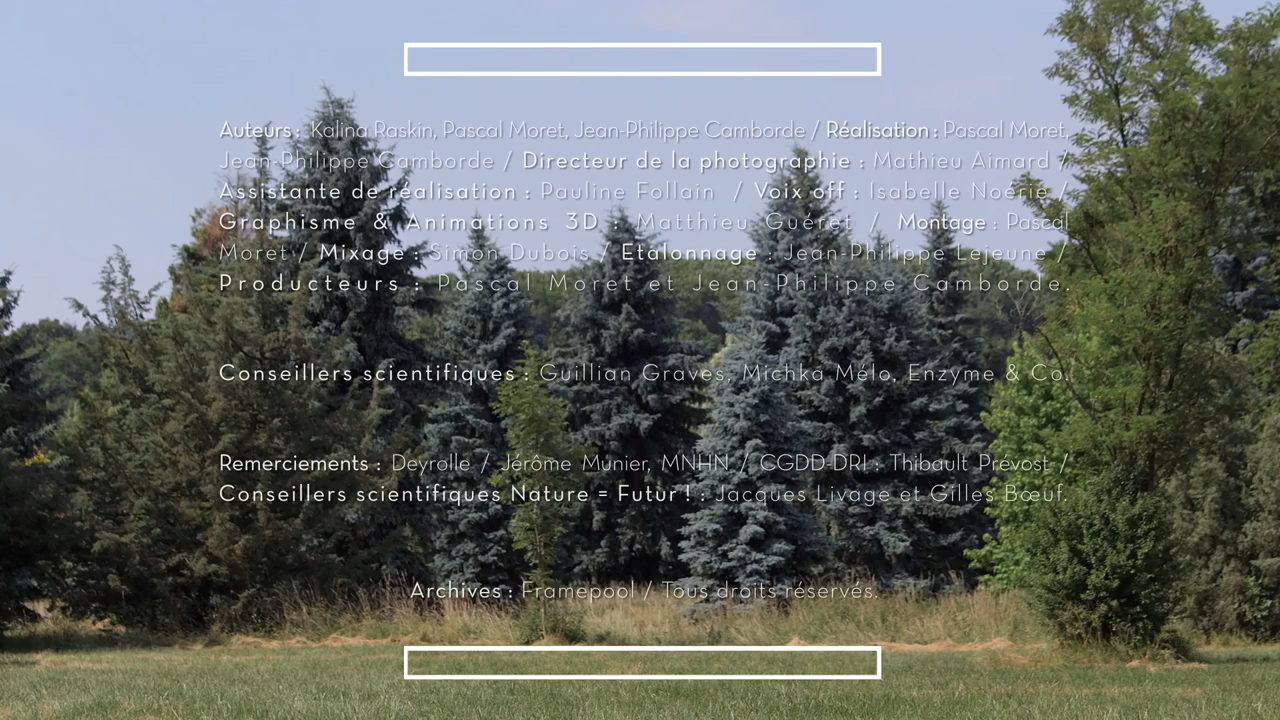 Auteurs : Kalina Raskin, Pascal Moret, Jean-Philippe Camborde / Réalisation : Pascal Moret,
Jean-Philippe Camborde / Directeur de la photographie : Mathieu Aimard /
Assistante de réalisation : Pauline Follain / Voix off : Isabelle Noérie /
Graphisme & Animations 3D : Matthieu Guéret / Montage : Pascal
Moret / Mixage : Simon Dubois / Etalonnage : Jean-Philippe Lejeune /
Producteurs : Pascal Moret et Jean-Philippe Camborde.
Conseillers scientifiques : Guillian Graves, Michka Mélo, Enzyme & Co.
Remerciements : Deyrolle / Jérôme Munier, MNHN / CGDD-DRI : Thibault Prévost /
Conseillers scientifiques Nature = Futur ! : Jacques Livage et Gilles Bœuf.
Archives : Framepool / Tous droits réservés.